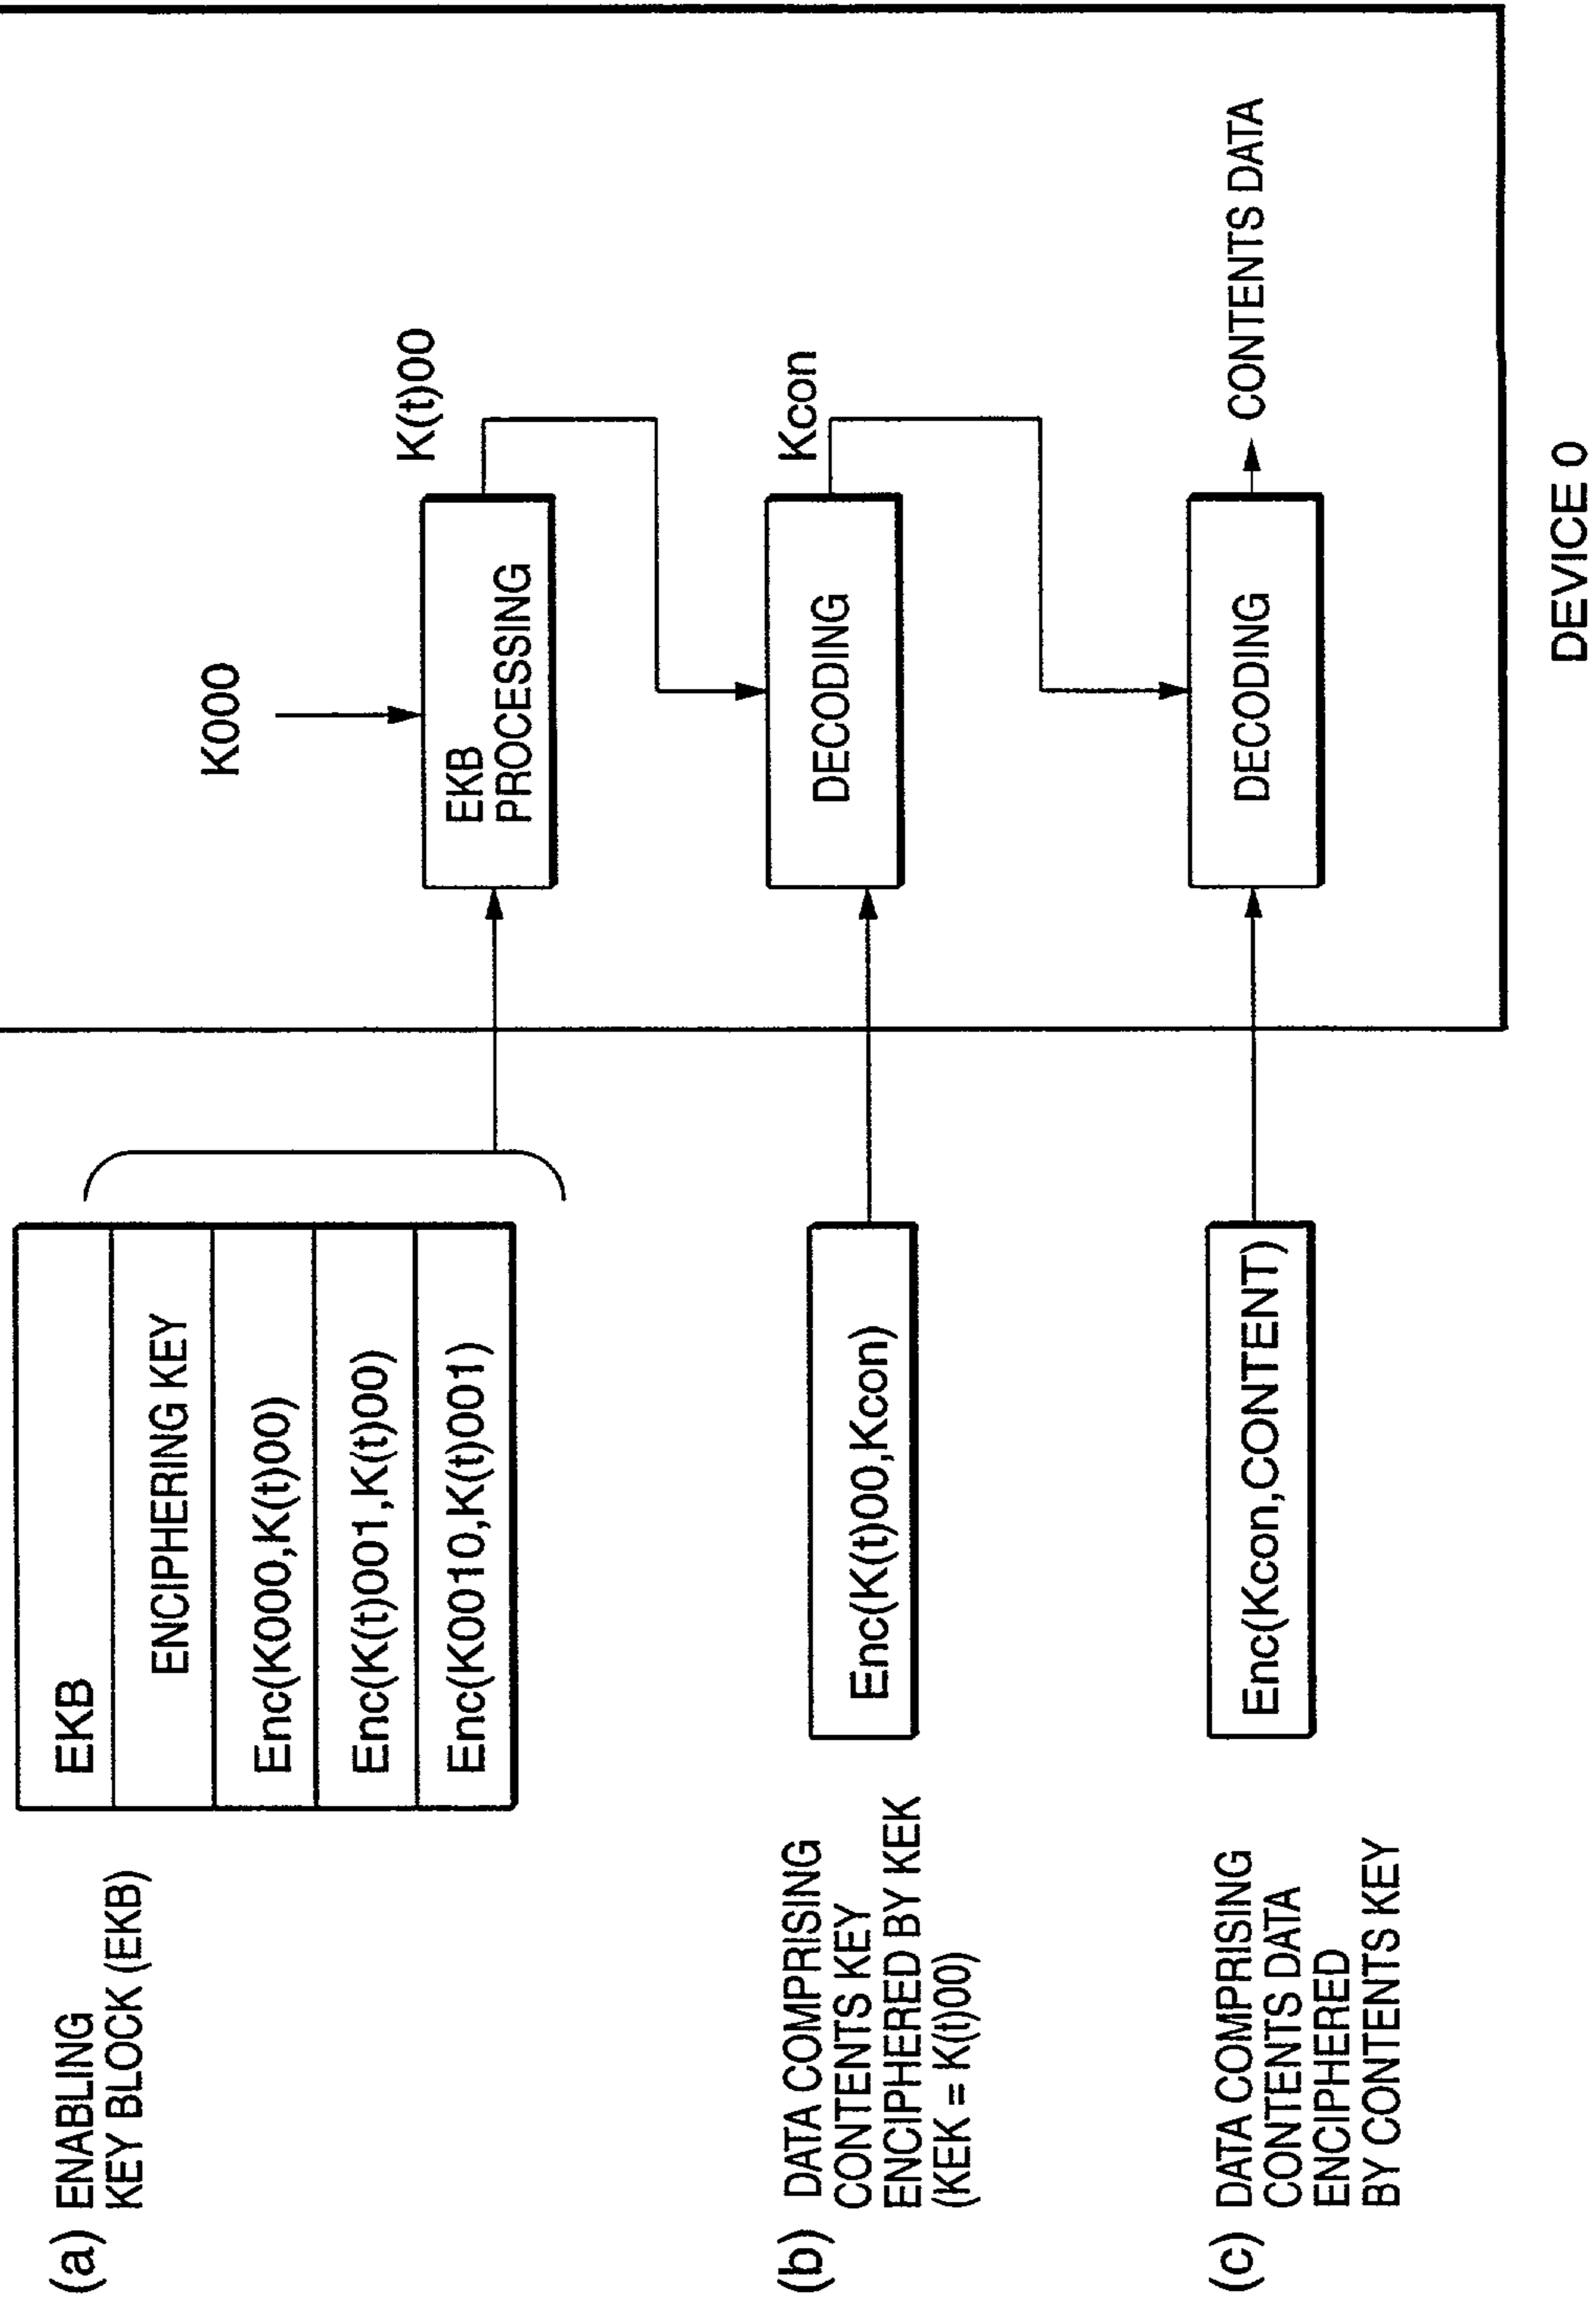 (a) ENABLING
KEY BLOCK (EKB)
EKB
ENCIPHERING KEY
Enc(K000,K(t)00)
Enc(K(t)001,K(t)00)
Enc(K0010,K(t)001)
K000
EKB
PROCESSING
K(t)00
(b) DATA COMPRISING
CONTENTS KEY
ENCIPHERED BY KEK
(KEK = K(t)00)
Enc(K(t)00,Kcon)
DECODING
Kcon
(c) DATA COMPRISING
CONTENTS DATA
ENCIPHERED
BY CONTENTS KEY
Enc(Kcon,CONTENT)
DECODING
CONTENTS DATA
DEVICE 0